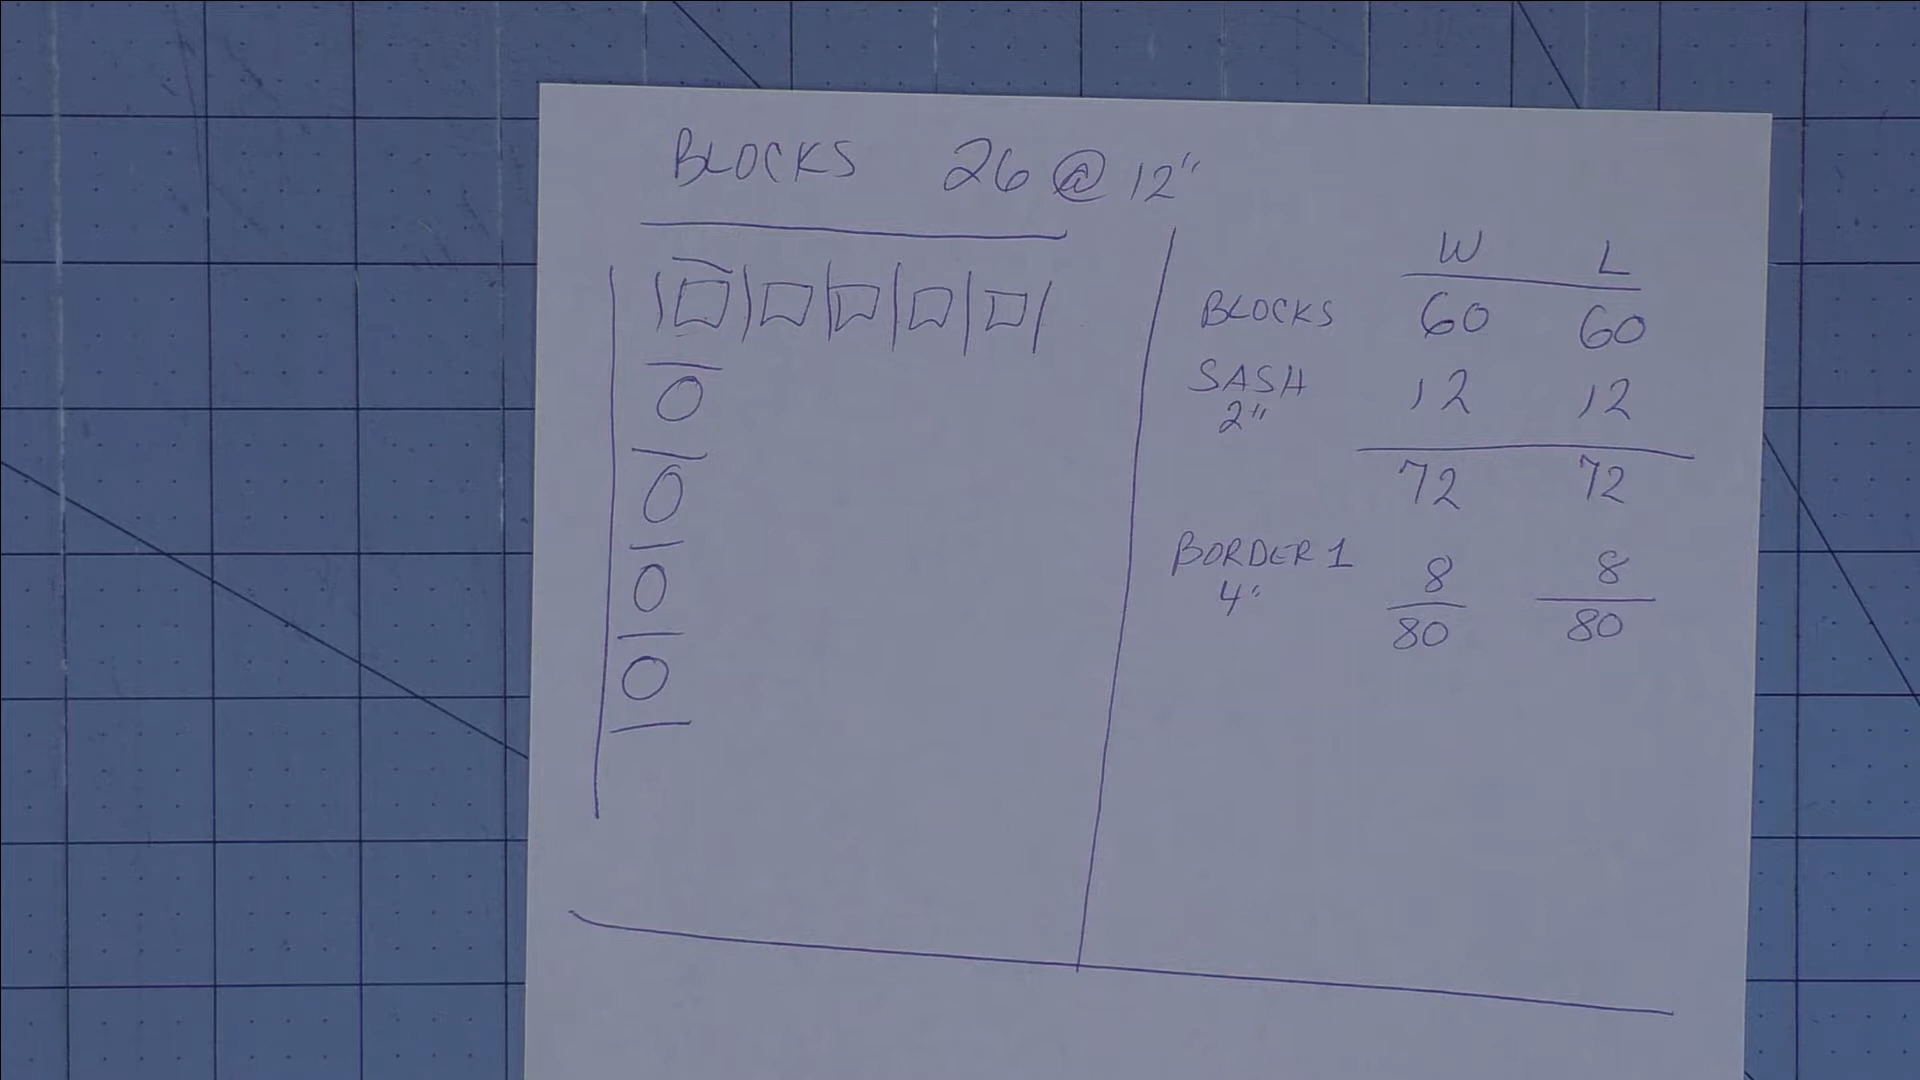 BLOCKS 26 @ 12"
W L
BLOCKS 60 60
SASH 12 12
2"
72 72
BORDER 1 8 8
4"
80 80